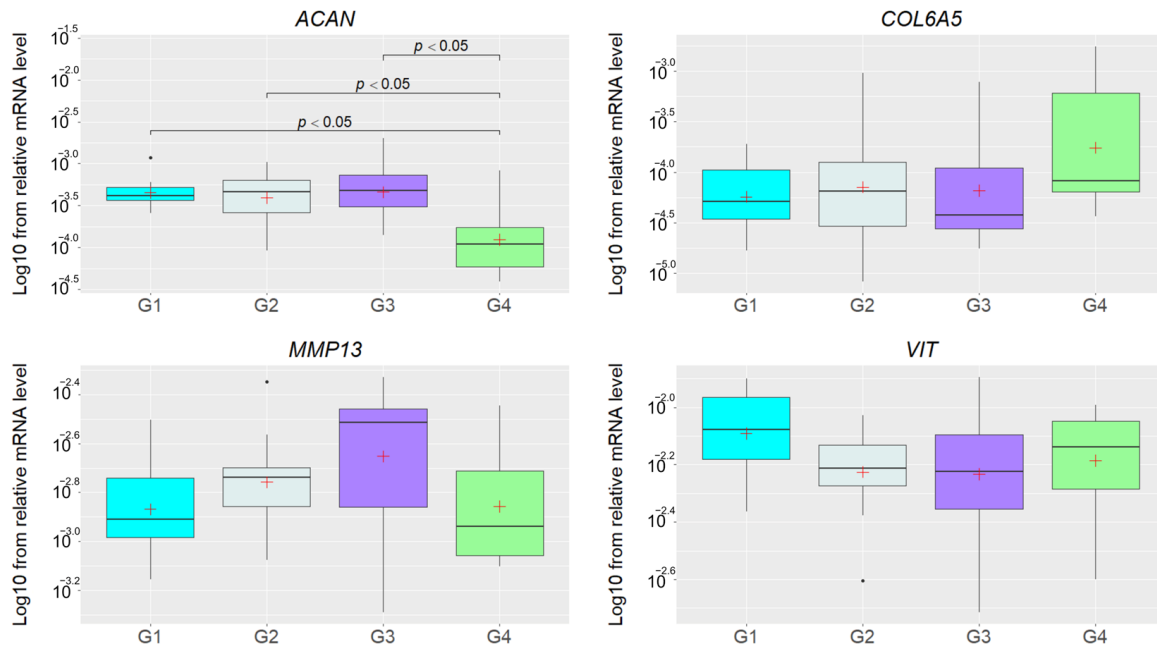 ACAN
Log10 from relative mRNA level
10^−1.5
10^−2.0
10^−2.5
10^−3.0
10^−3.5
10^−4.0
10^−4.5
p < 0.05
p < 0.05
p < 0.05
G1 G2 G3 G4
COL6A5
Log10 from relative mRNA level
10^−3.0
10^−3.5
10^−4.0
10^−4.5
10^−5.0
G1 G2 G3 G4
MMP13
Log10 from relative mRNA level
10^−2.4
10^−2.6
10^−2.8
10^−3.0
10^−3.2
G1 G2 G3 G4
VIT
Log10 from relative mRNA level
10^−2.0
10^−2.2
10^−2.4
10^−2.6
G1 G2 G3 G4